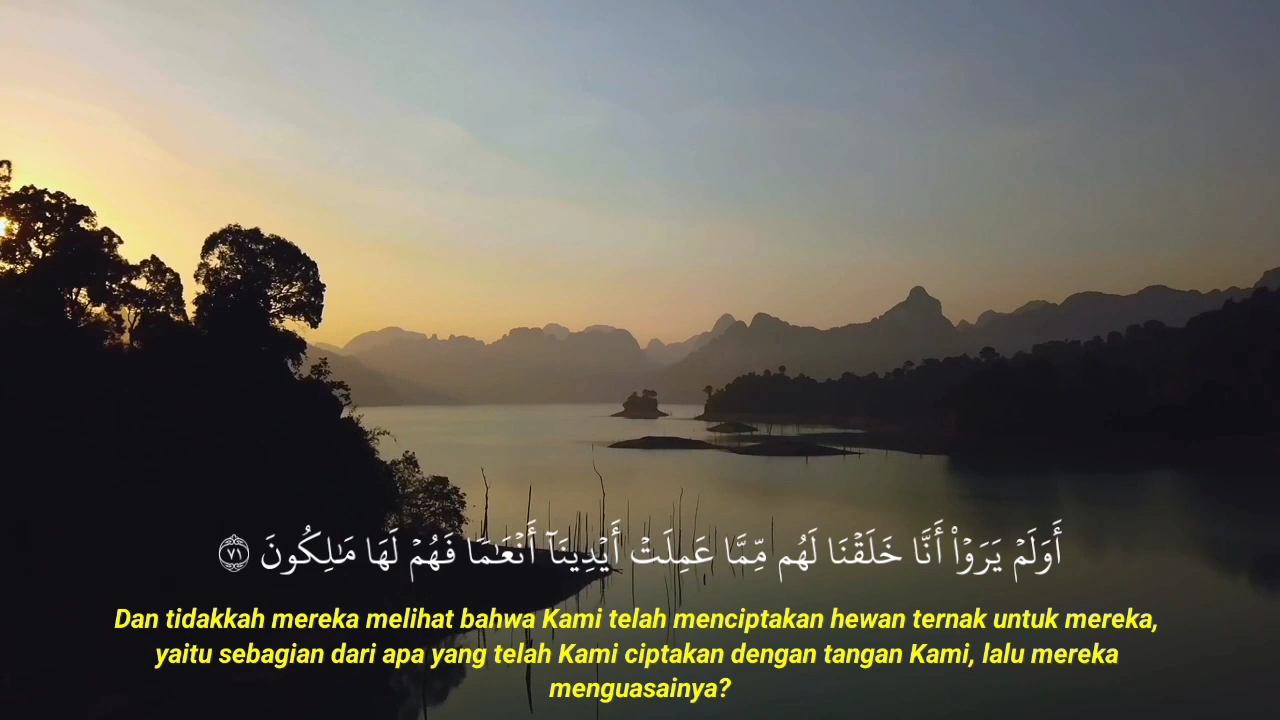 أَوَلَمْ يَرَوْا۟ أَنَّا خَلَقْنَا لَهُم مِّمَّا عَمِلَتْ أَيْدِينَآ أَنْعَـٰمًا فَهُمْ لَهَا مَـٰلِكُونَ ٧١
Dan tidakkah mereka melihat bahwa Kami telah menciptakan hewan ternak untuk mereka,
yaitu sebagian dari apa yang telah Kami ciptakan dengan tangan Kami, lalu mereka
menguasainya?